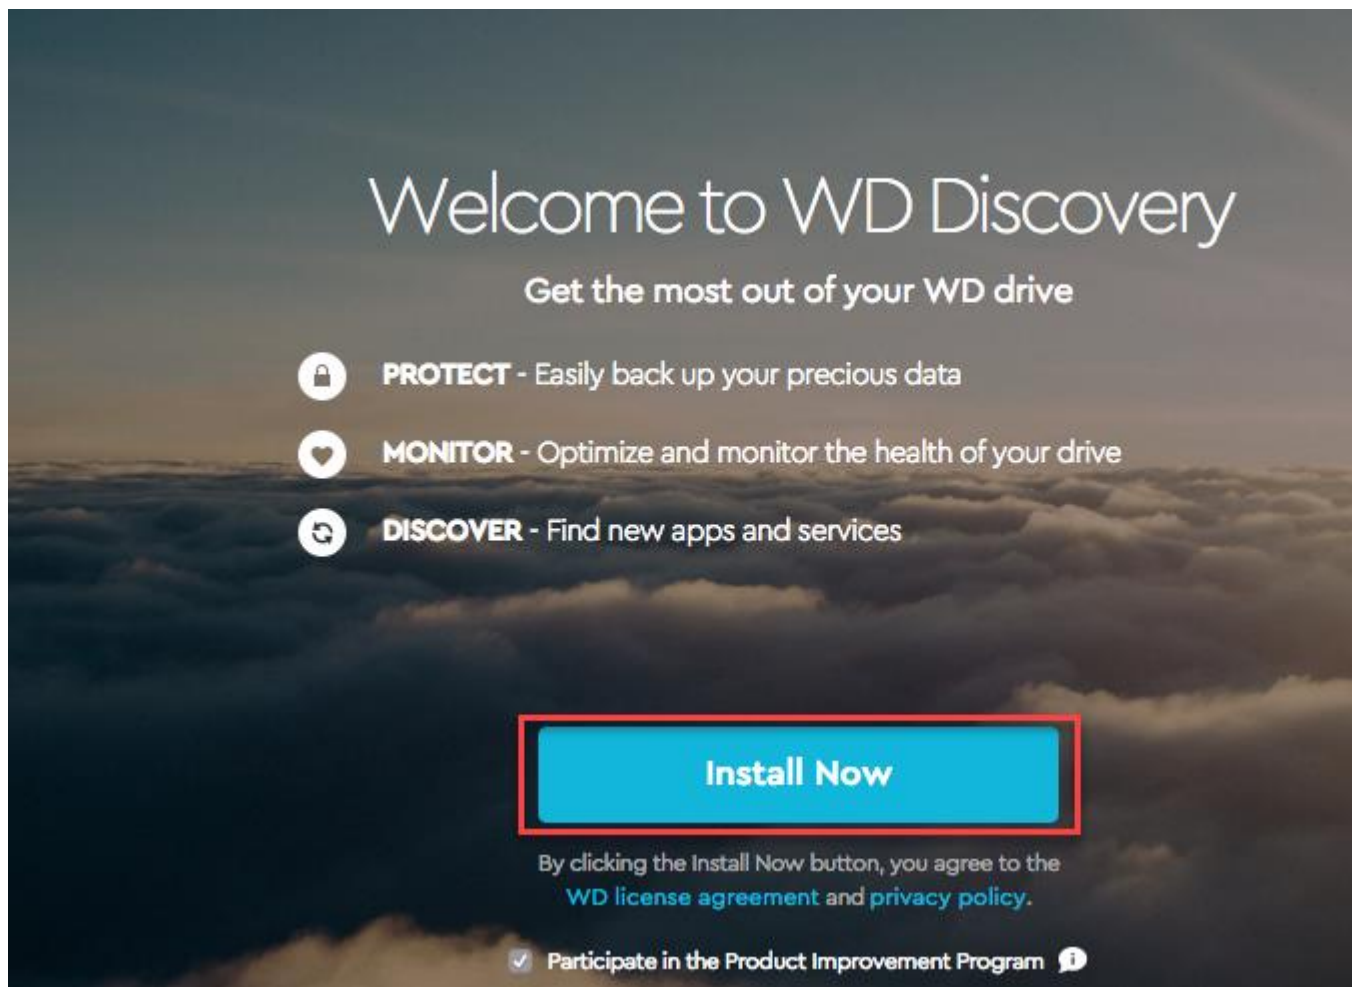 Welcome to WD Discovery
Get the most out of your WD drive
PROTECT - Easily back up your precious data
MONITOR - Optimize and monitor the health of your drive
DISCOVER - Find new apps and services
Install Now
By clicking the Install Now button, you agree to the
WD license agreement and privacy policy.
Participate in the Product Improvement Program